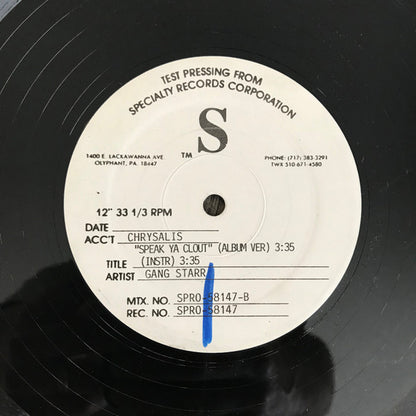 TEST PRESSING FROM
SPECIALTY RECORDS CORPORATION
S
TM
1400 E. LACKAWANNA AVE
OLYPHANT, PA. 18447
PHONE: (717) 383-3291
TWX 510-671-4580
12" 33 1/3 RPM
DATE
ACC'T CHRYSALIS
"SPEAK YA CLOUT" (ALBUM VER) 3:35
TITLE (INSTR) 3:35
ARTIST GANG STARR
MTX. NO. SPRO-58147-B
REC. NO. SPRO-58147